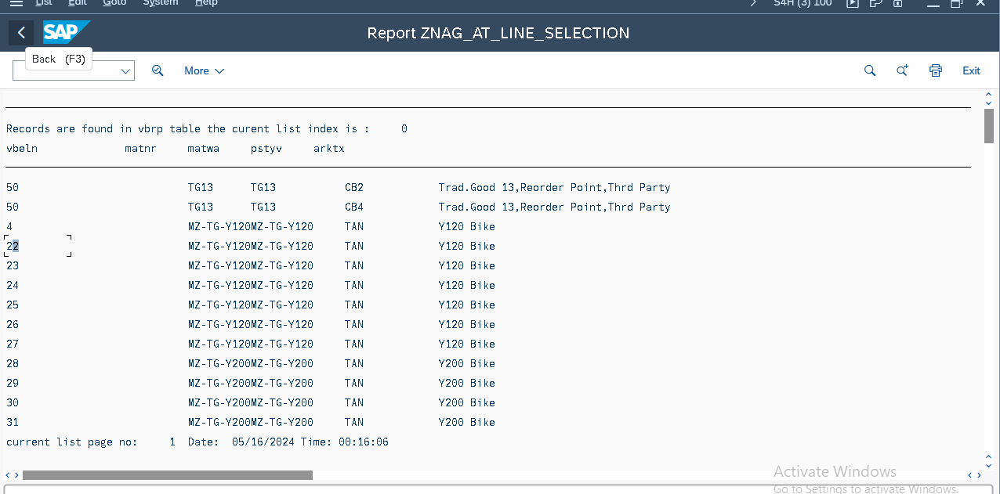 List Edit Goto System Help S4H (3) 100
SAP Report ZNAG_AT_LINE_SELECTION
Back (F3)
More Exit
Records are found in vbrp table the curent list index is : 0
vbeln matnr matwa pstyv arktx
50 TG13 TG13 CB2 Trad.Good 13,Reorder Point,Thrd Party
50 TG13 TG13 CB4 Trad.Good 13,Reorder Point,Thrd Party
4 MZ-TG-Y120MZ-TG-Y120 TAN Y120 Bike
22 MZ-TG-Y120MZ-TG-Y120 TAN Y120 Bike
23 MZ-TG-Y120MZ-TG-Y120 TAN Y120 Bike
24 MZ-TG-Y120MZ-TG-Y120 TAN Y120 Bike
25 MZ-TG-Y120MZ-TG-Y120 TAN Y120 Bike
26 MZ-TG-Y120MZ-TG-Y120 TAN Y120 Bike
27 MZ-TG-Y120MZ-TG-Y120 TAN Y120 Bike
28 MZ-TG-Y200MZ-TG-Y200 TAN Y200 Bike
29 MZ-TG-Y200MZ-TG-Y200 TAN Y200 Bike
30 MZ-TG-Y200MZ-TG-Y200 TAN Y200 Bike
31 MZ-TG-Y200MZ-TG-Y200 TAN Y200 Bike
current list page no: 1 Date: 05/16/2024 Time: 00:16:06
Activate Windows
Go to Settings to activate Windows.